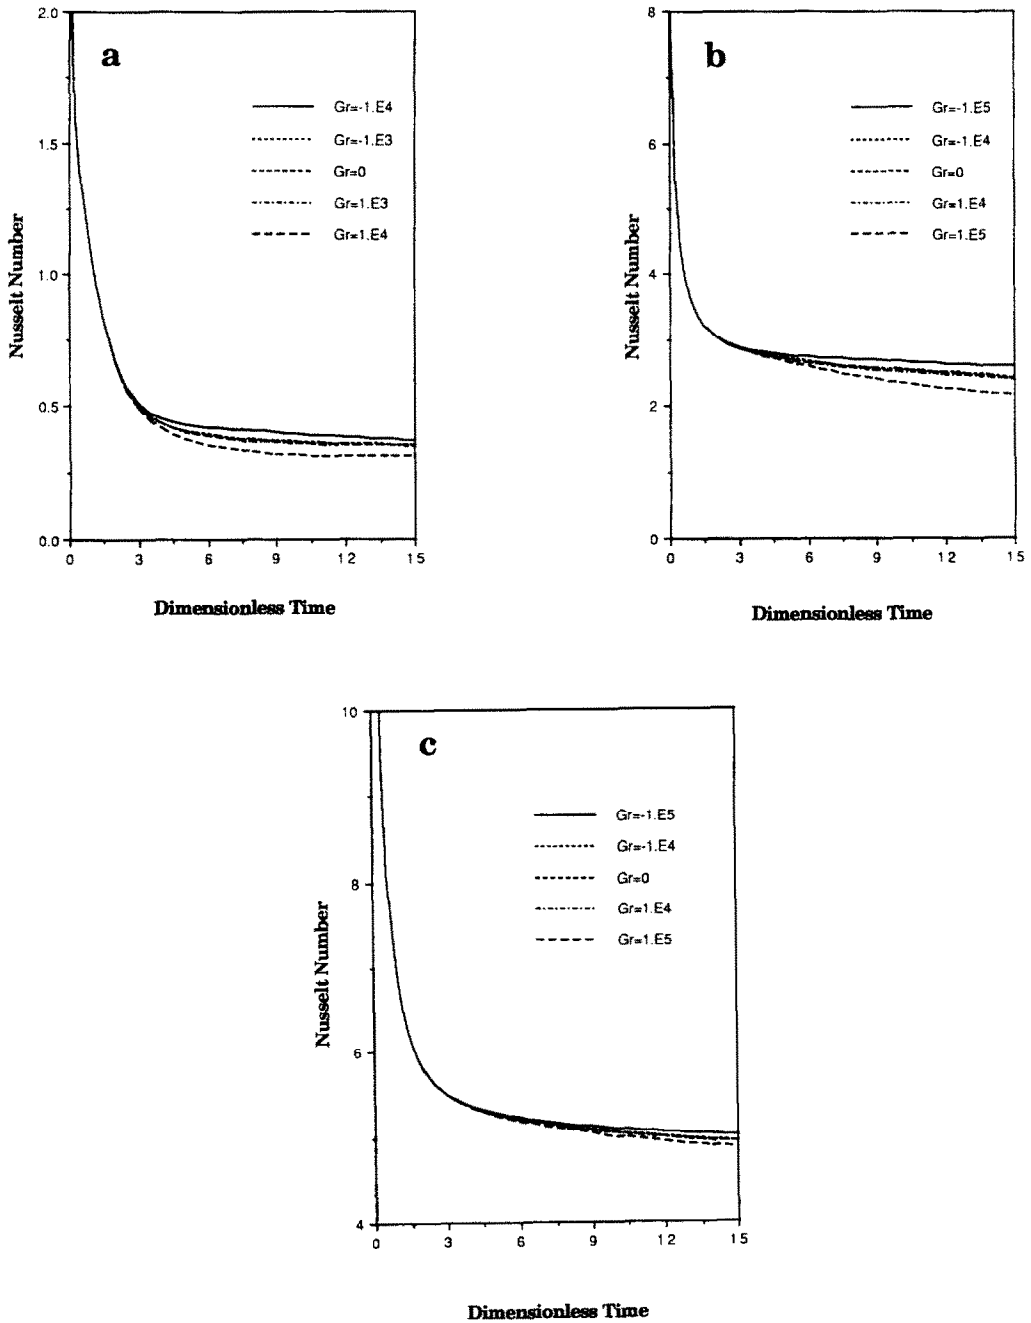 a
2.0
1.5
1.0
0.5
0.0
Nusselt Number
Gr=-1.E4
Gr=-1.E3
Gr=0
Gr=1.E3
Gr=1.E4
0 3 6 9 12 15
Dimensionless Time
b
8
6
4
2
0
Nusselt Number
Gr=-1.E5
Gr=-1.E4
Gr=0
Gr=1.E4
Gr=1.E5
0 3 6 9 12 15
Dimensionless Time
c
10
8
6
4
Nusselt Number
Gr=-1.E5
Gr=-1.E4
Gr=0
Gr=1.E4
Gr=1.E5
0 3 6 9 12 15
Dimensionless Time